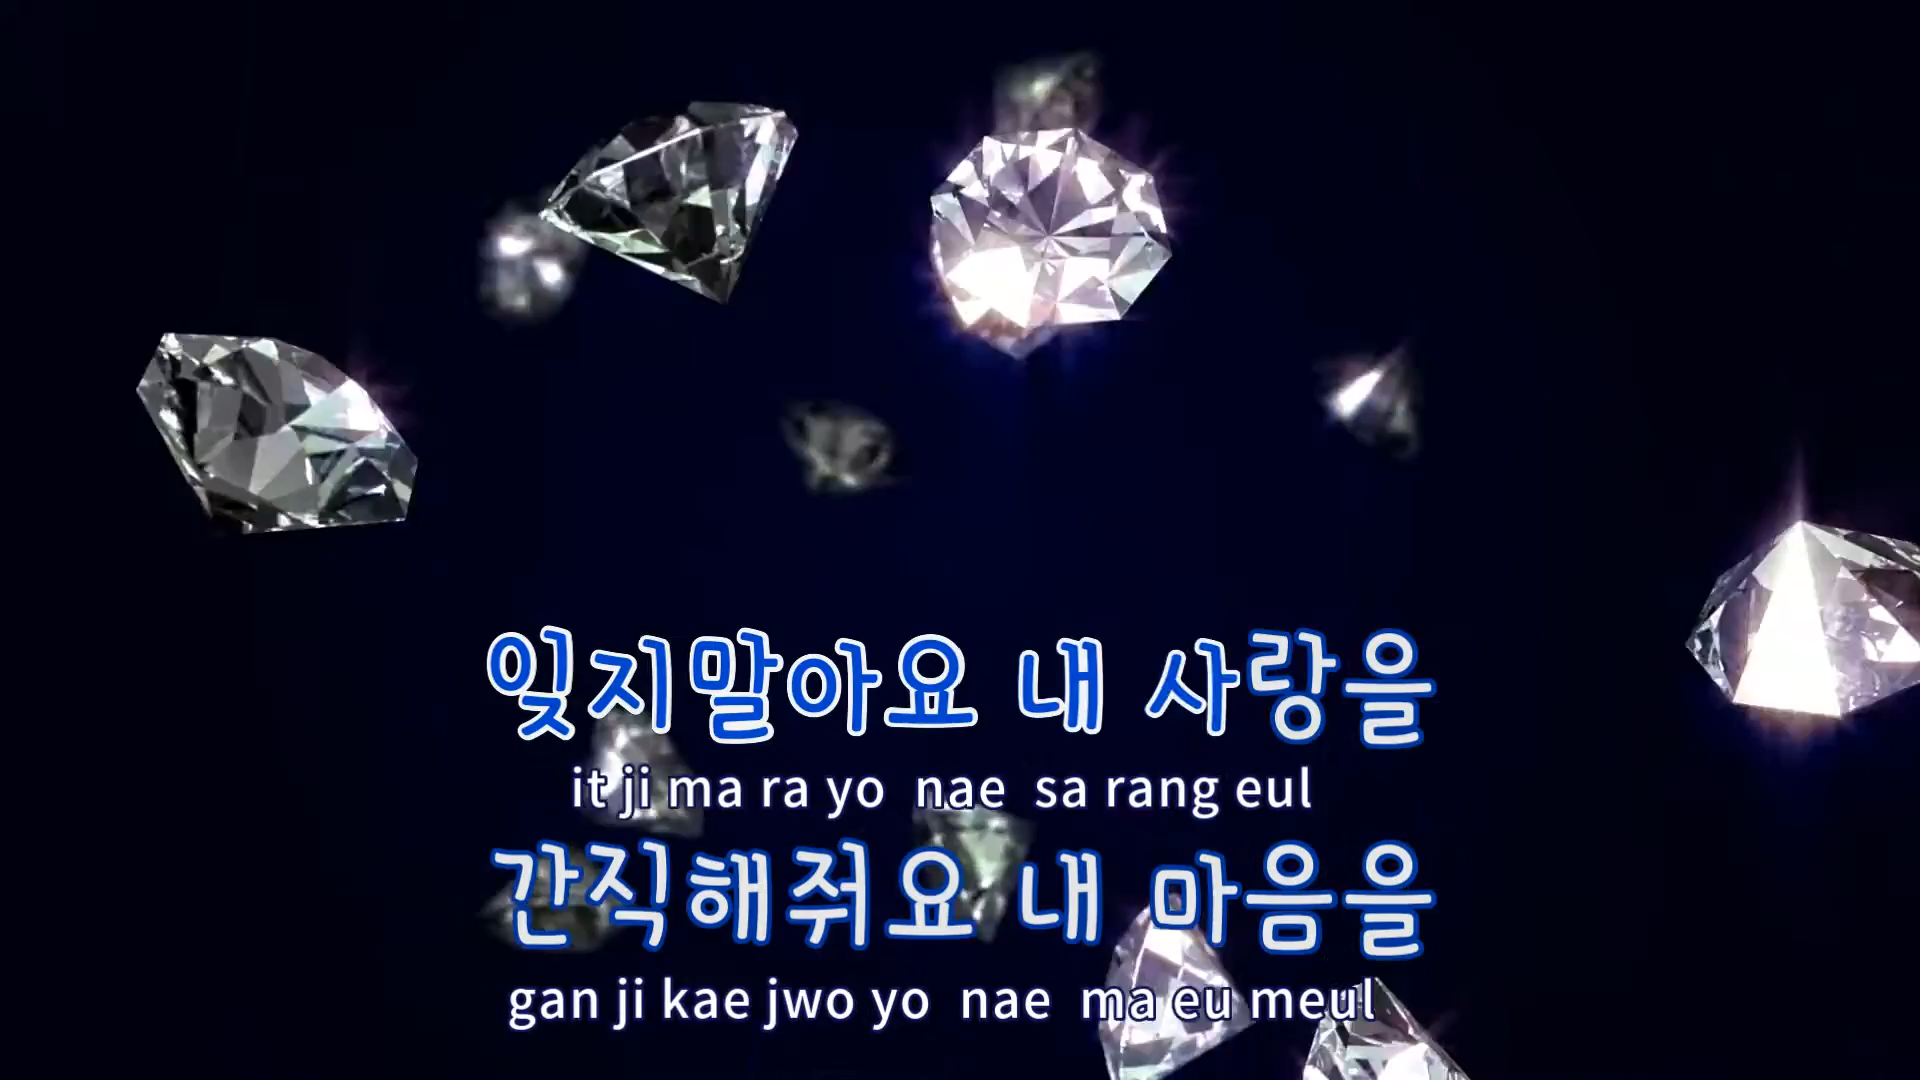 잊지말아요 내 사랑을
it ji ma ra yo nae sa rang eul
간직해줘요 내 마음을
gan ji kae jwo yo nae ma eu meul